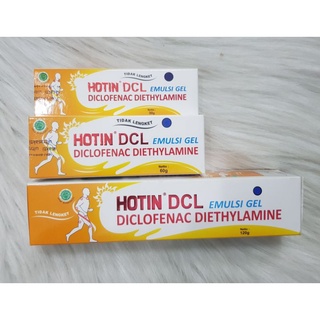 TIDAK LENGKET
HOTIN DCL EMULSI GEL
DICLOFENAC DIETHYLAMINE
TIDAK LENGKET
HOTIN DCL EMULSI GEL
DICLOFENAC DIETHYLAMINE
60g
TIDAK LENGKET
HOTIN DCL EMULSI GEL
DICLOFENAC DIETHYLAMINE
120g